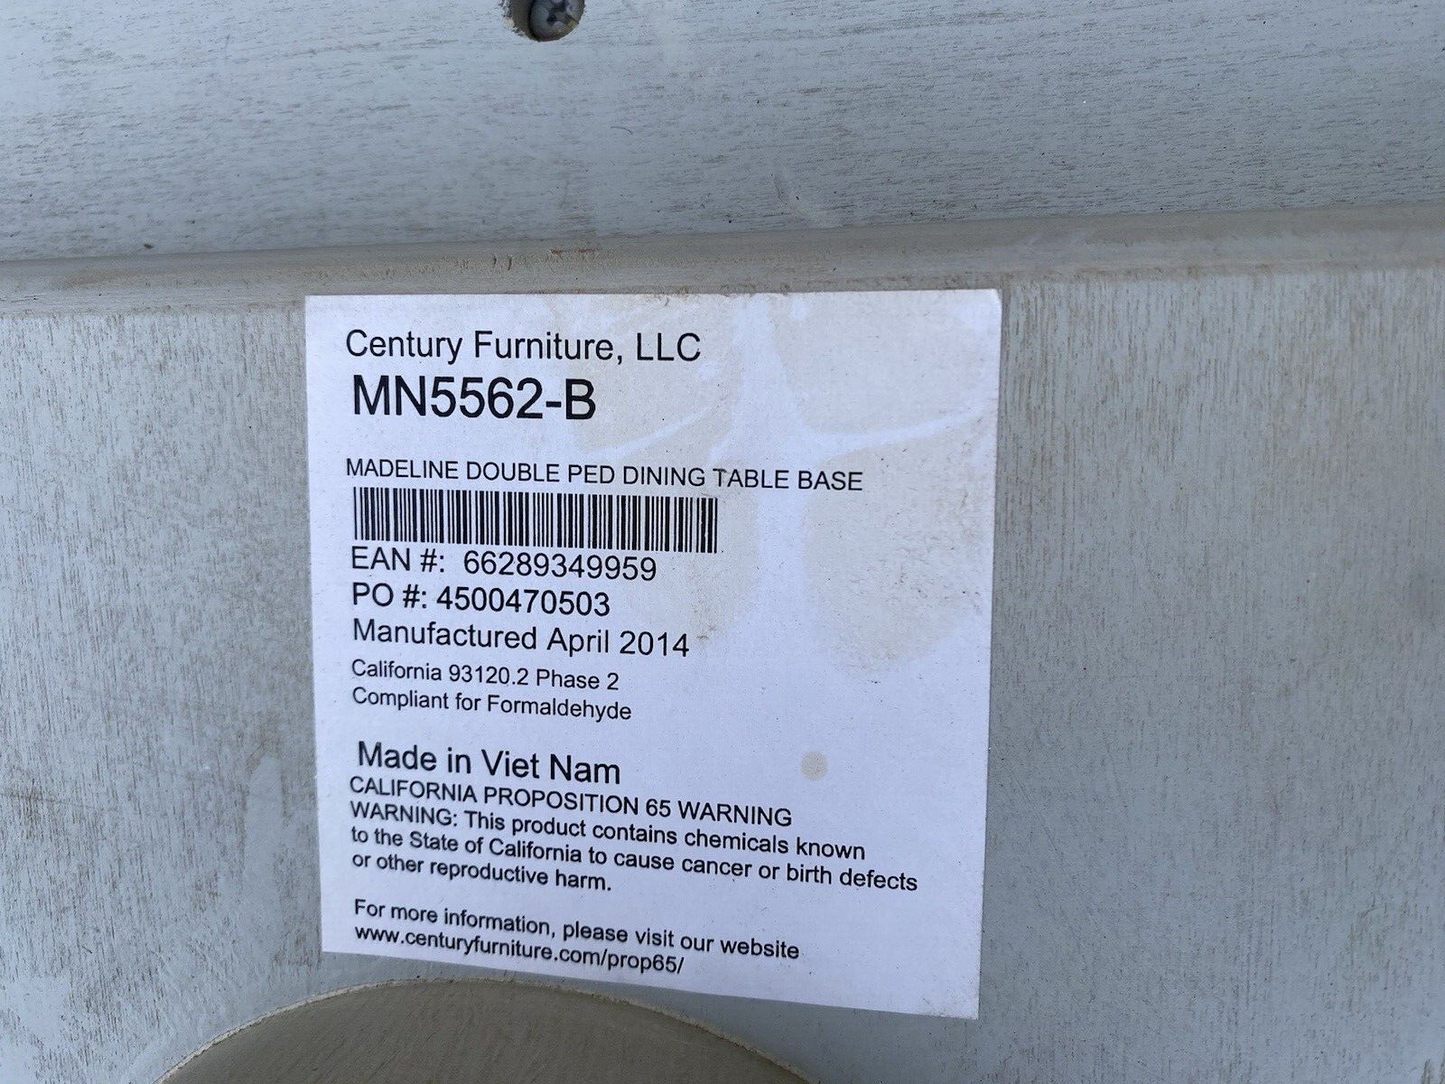 Century Furniture, LLC
MN5562-B
MADELINE DOUBLE PED DINING TABLE BASE
EAN #: 66289349959
PO #: 4500470503
Manufactured April 2014
California 93120.2 Phase 2
Compliant for Formaldehyde
Made in Viet Nam
CALIFORNIA PROPOSITION 65 WARNING
WARNING: This product contains chemicals known
to the State of California to cause cancer or birth defects
or other reproductive harm.
For more information, please visit our website
www.centuryfurniture.com/prop65/